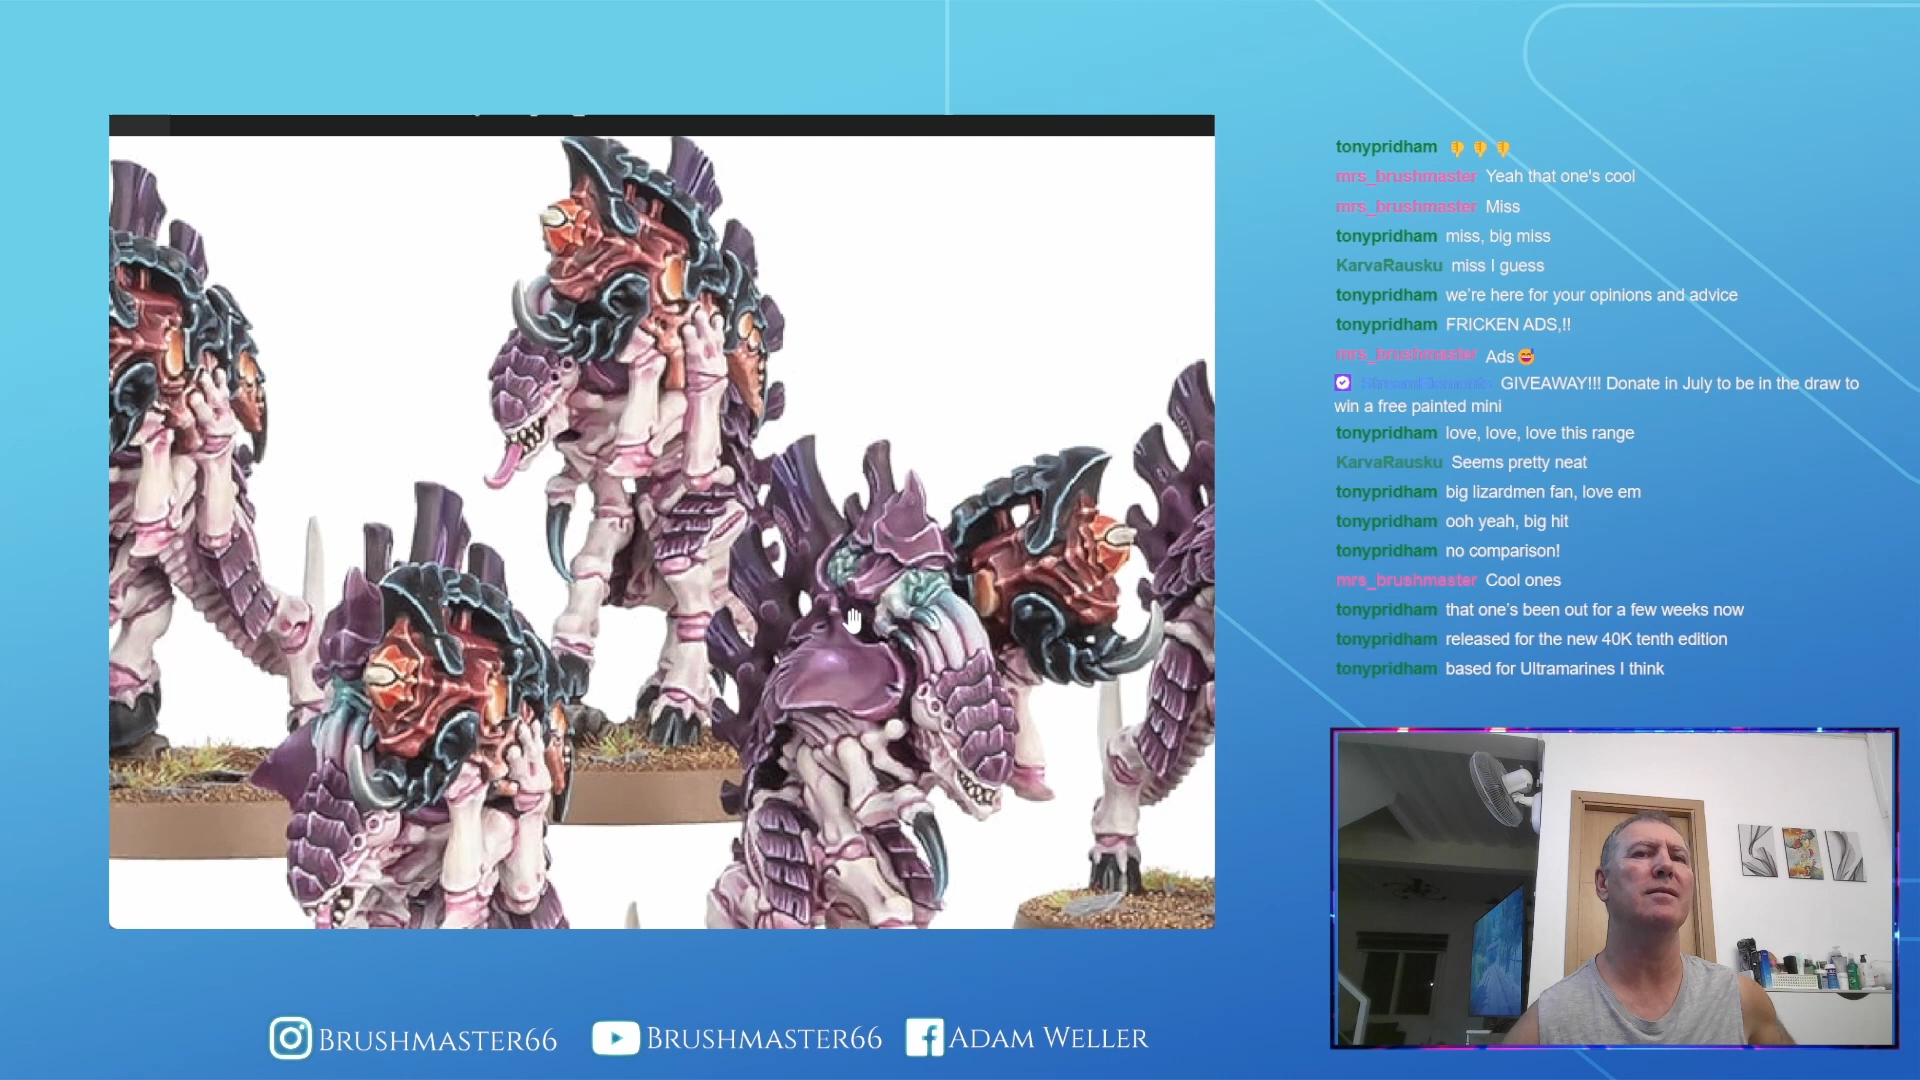 tonypridham 👎 👎 👎
mrs_brushmaster Yeah that one's cool
mrs_brushmaster Miss
tonypridham miss, big miss
KarvaRausku miss I guess
tonypridham we're here for your opinions and advice
tonypridham FRICKEN ADS,!!
mrs_brushmaster Ads 😅
StreamElements GIVEAWAY!!! Donate in July to be in the draw to
win a free painted mini
tonypridham love, love, love this range
KarvaRausku Seems pretty neat
tonypridham big lizardmen fan, love em
tonypridham ooh yeah, big hit
tonypridham no comparison!
mrs_brushmaster Cool ones
tonypridham that one's been out for a few weeks now
tonypridham released for the new 40K tenth edition
tonypridham based for Ultramarines I think
BRUSHMASTER66 BRUSHMASTER66 ADAM WELLER